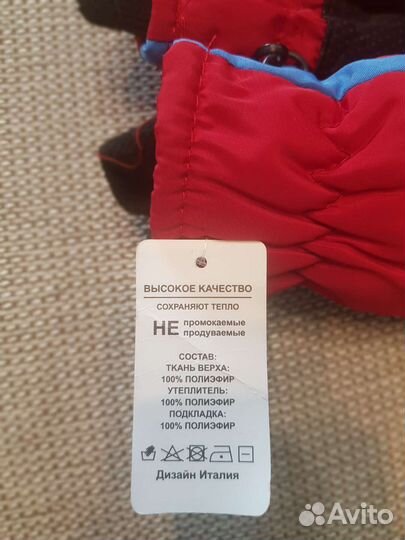 ВЫСОКОЕ КАЧЕСТВО
СОХРАНЯЮТ ТЕПЛО
НЕ промокаемые
продуваемые
СОСТАВ:
ТКАНЬ ВЕРХА:
100% ПОЛИЭФИР
УТЕПЛИТЕЛЬ:
100% ПОЛИЭФИР
ПОДКЛАДКА:
100% ПОЛИЭФИР
Дизайн Италия
Avito